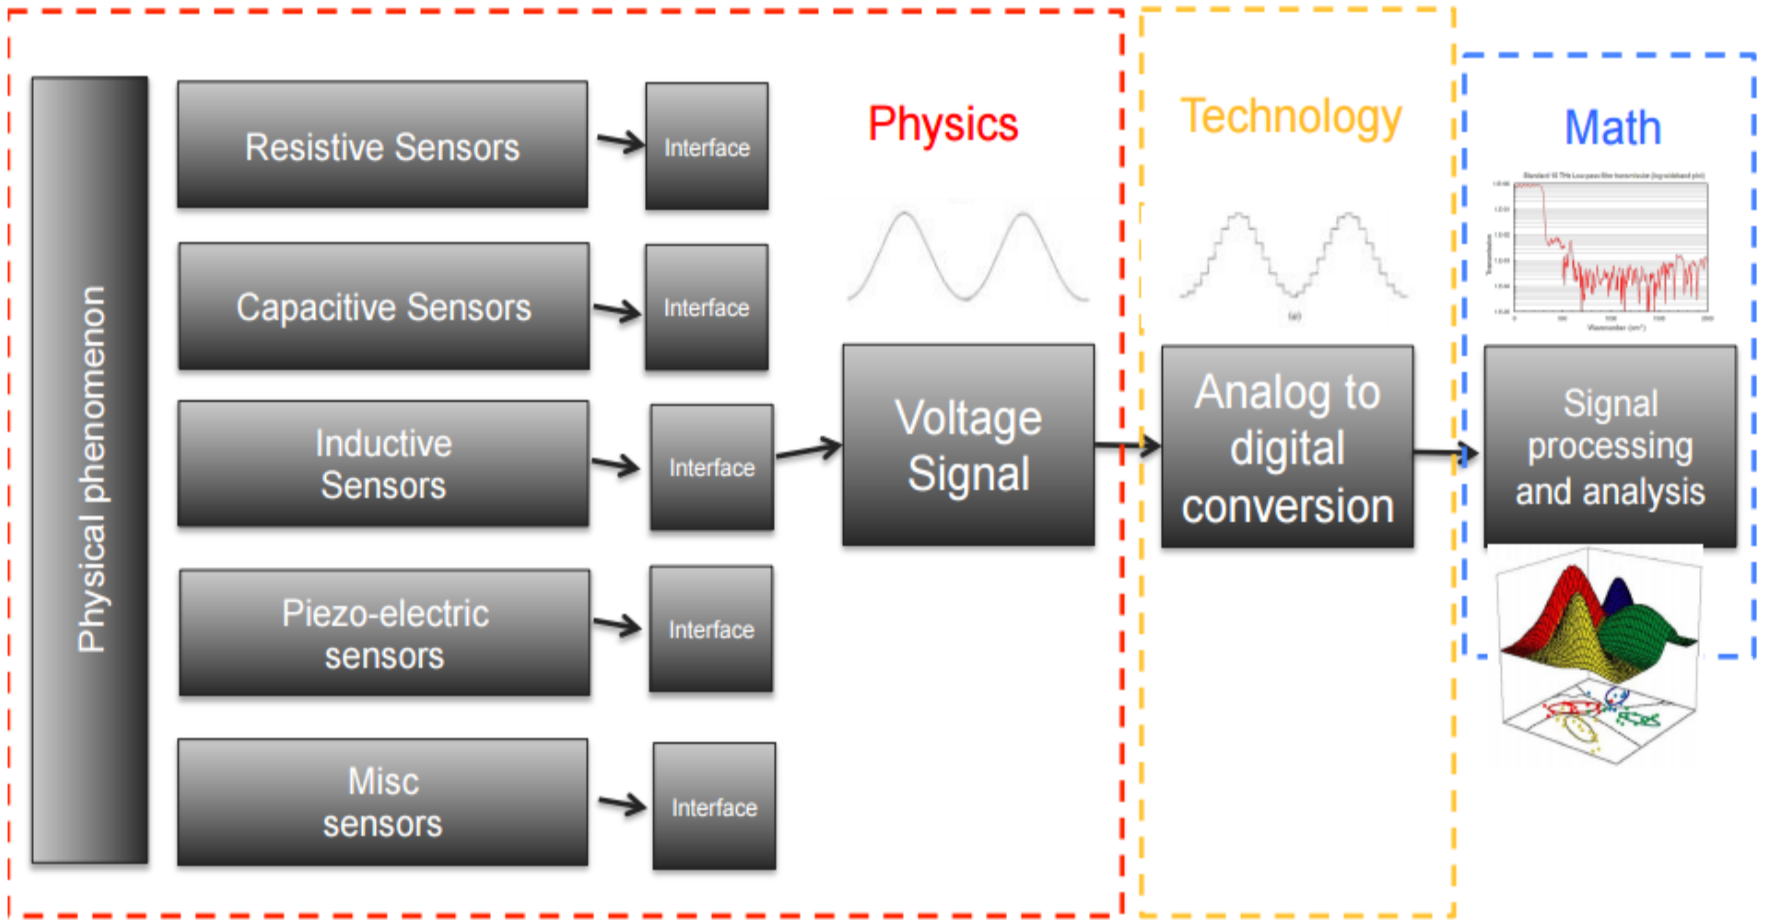 Physical phenomenon
Resistive Sensors
Interface
Capacitive Sensors
Interface
Inductive
Sensors
Interface
Piezo-electric
sensors
Interface
Misc
sensors
Interface
Physics
Voltage
Signal
Technology
(a)
Analog to
digital
conversion
Math
Signal
processing
and analysis